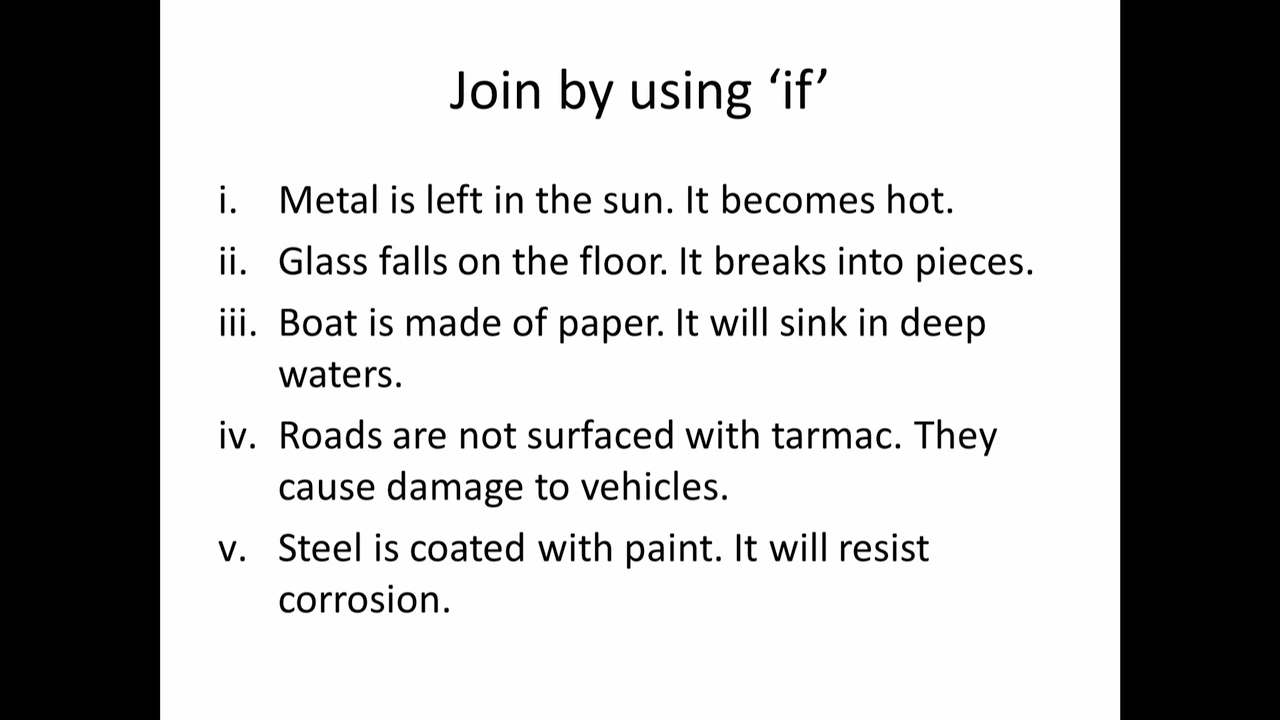 Join by using ‘if’
i. Metal is left in the sun. It becomes hot.
ii. Glass falls on the floor. It breaks into pieces.
iii. Boat is made of paper. It will sink in deep
waters.
iv. Roads are not surfaced with tarmac. They
cause damage to vehicles.
v. Steel is coated with paint. It will resist
corrosion.